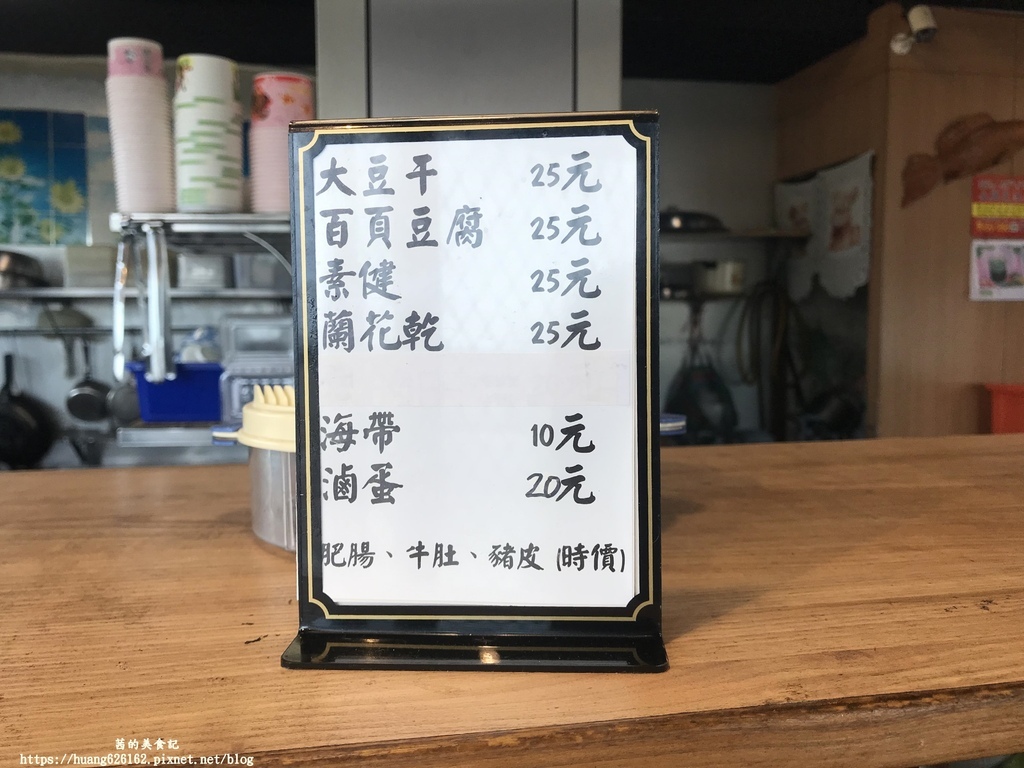 大豆干 25元
百頁豆腐 25元
素健 25元
蘭花乾 25元
海帶 10元
滷蛋 20元
肥腸、牛肚、豬皮 (時價)
茜的美食記
https://huang626162.pixnet.net/blog